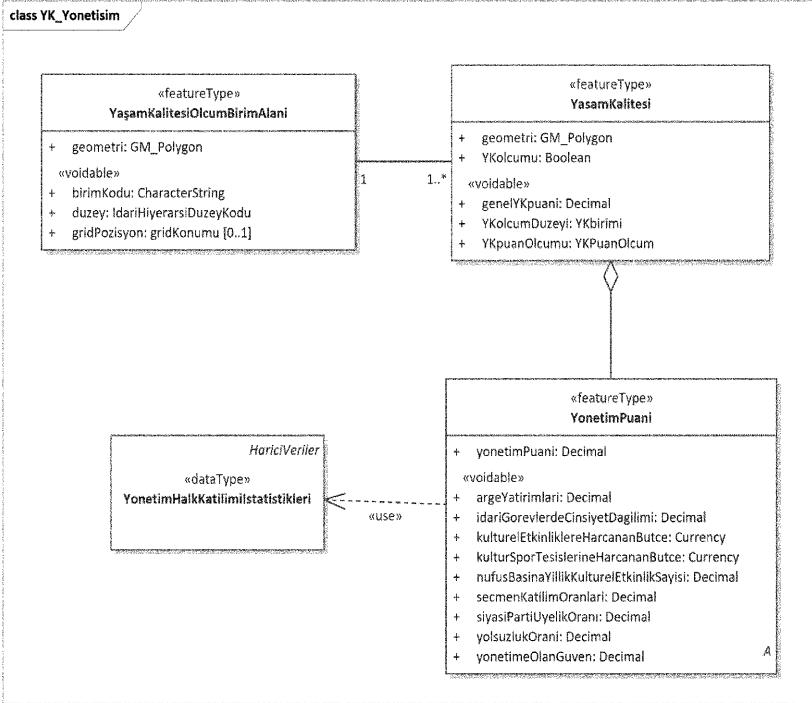 class YK_Yonetisim
«featureType»
YaşamKalitesiOlcumBirimAlani
+ geometri: GM_Polygon
«voidable»
+ birimKodu: CharacterString
+ duzey: IdariHiyerarsiDuzeyKodu
+ gridPozisyon: gridKonumu [0..1]
1
1..*
«featureType»
YasamKalitesi
+ geometri: GM_Polygon
+ YKolcumu: Boolean
«voidable»
+ genelYKpuani: Decimal
+ YKolcumDuzeyi: YKbirimi
+ YKpuanOlcumu: YKPuanOlcum
HariciVeriler
«dataType»
YonetimHalkKatilimiIstatistikleri
«use»
«featureType»
YonetimPuani
+ yonetimPuani: Decimal
«voidable»
+ argeYatirimlari: Decimal
+ idariGorevlerdeCinsiyetDagilimi: Decimal
+ kulturelEtkinliklereHarcananButce: Currency
+ kulturSporTesislerineHarcananButce: Currency
+ nufusBasinaYillikKulturelEtkinlikSayisi: Decimal
+ secmenKatilimOranlari: Decimal
+ siyasiPartiUyelikOranı: Decimal
+ yolsuzlukOrani: Decimal
+ yonetimeOlanGuven: Decimal
A